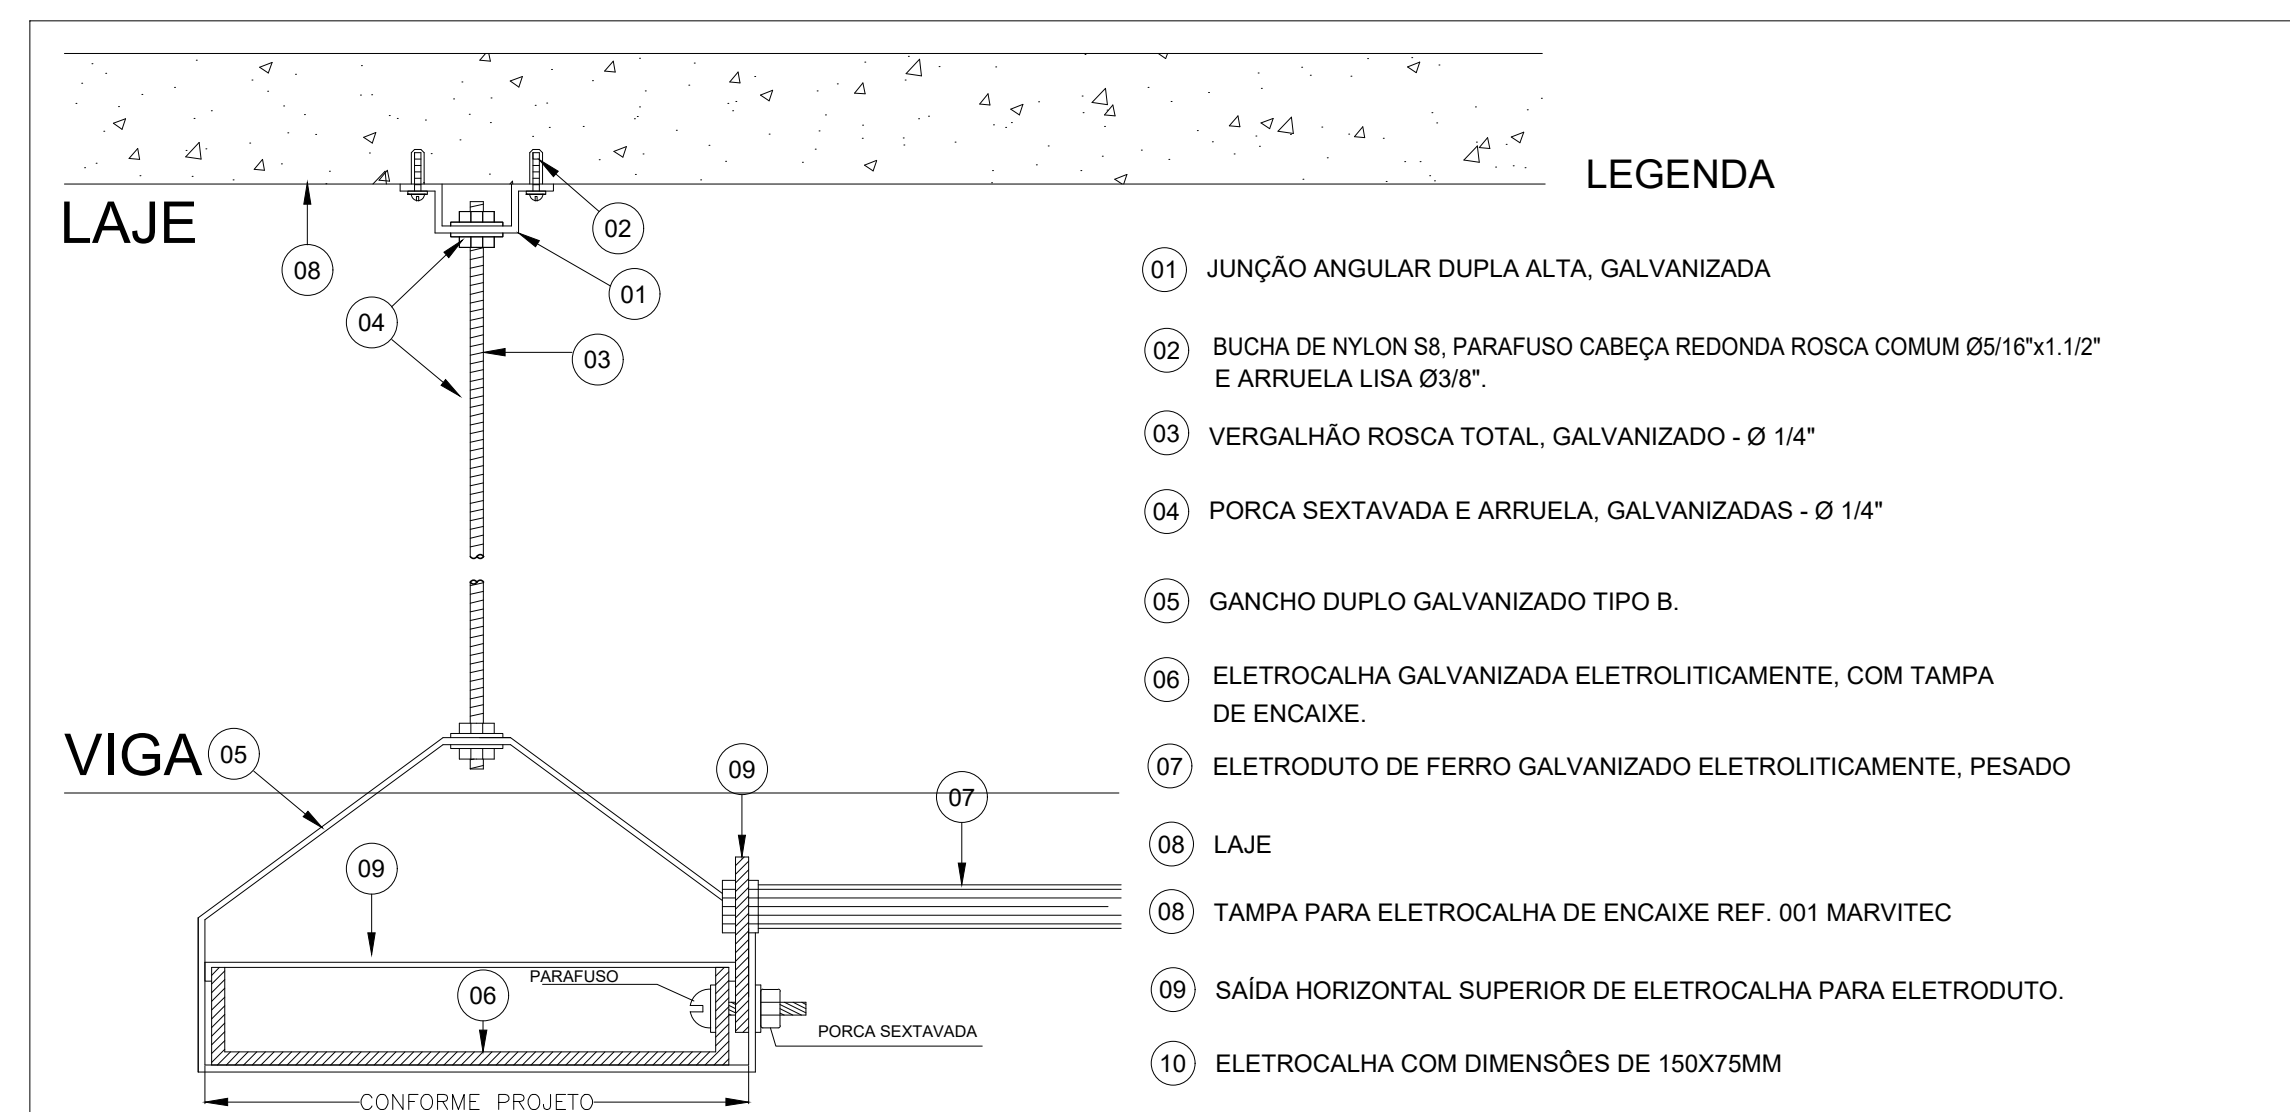 LAJE
02
08
01
04
03
VIGA
05
09
07
09
06
PARAFUSO
PORCA SEXTAVADA
CONFORME PROJETO
LEGENDA
01 JUNÇÃO ANGULAR DUPLA ALTA, GALVANIZADA
02 BUCHA DE NYLON S8, PARAFUSO CABEÇA REDONDA ROSCA COMUM Ø5/16"x1.1/2"
E ARRUELA LISA Ø3/8".
03 VERGALHÃO ROSCA TOTAL, GALVANIZADO - Ø 1/4"
04 PORCA SEXTAVADA E ARRUELA, GALVANIZADAS - Ø 1/4"
05 GANCHO DUPLO GALVANIZADO TIPO B.
06 ELETROCALHA GALVANIZADA ELETROLITICAMENTE, COM TAMPA
DE ENCAIXE.
07 ELETRODUTO DE FERRO GALVANIZADO ELETROLITICAMENTE, PESADO
08 LAJE
08 TAMPA PARA ELETROCALHA DE ENCAIXE REF. 001 MARVITEC
09 SAÍDA HORIZONTAL SUPERIOR DE ELETROCALHA PARA ELETRODUTO.
10 ELETROCALHA COM DIMENSÔES DE 150X75MM